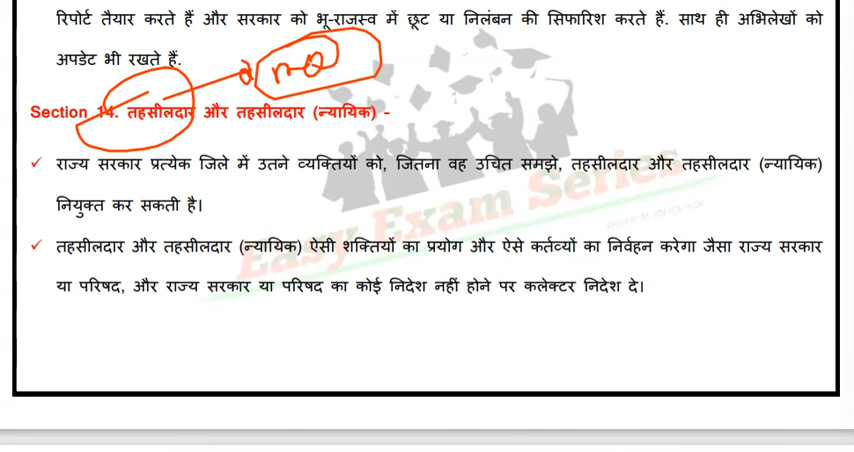 रिपोर्ट तैयार करते हैं और सरकार को भू-राजस्व में छूट या निलंबन की सिफारिश करते हैं. साथ ही अभिलेखों को
अपडेट भी रखते हैं.
Section 14. तहसीलदार और तहसीलदार (न्यायिक) -
✓ राज्य सरकार प्रत्येक जिले में उतने व्यक्तियों को, जितना वह उचित समझे, तहसीलदार और तहसीलदार (न्यायिक)
नियुक्त कर सकती है।
✓ तहसीलदार और तहसीलदार (न्यायिक) ऐसी शक्तियों का प्रयोग और ऐसे कर्तव्यों का निर्वहन करेगा जैसा राज्य सरकार
या परिषद, और राज्य सरकार या परिषद का कोई निदेश नहीं होने पर कलेक्टर निदेश दे।
Easy Exam Series